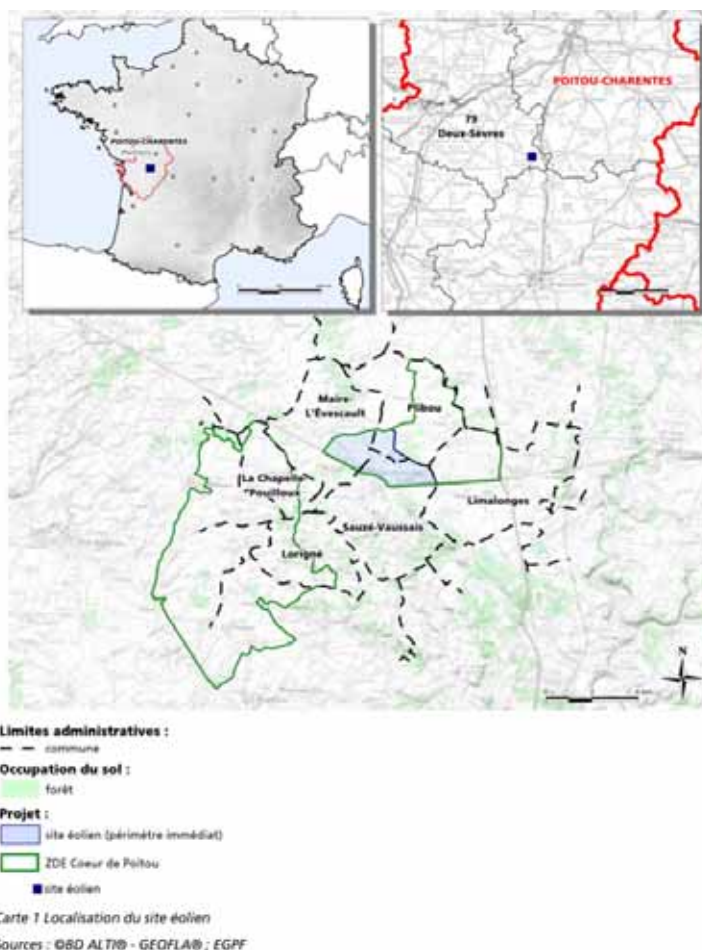 POITOU-CHARENTES
POITOU-CHARENTES
79
Deux-Sèvres
Maire-
L'Évescault
Plibou
La Chapelle-
Pouilloux
Limalonges
Sauzé-Vaussais
Lorigné
N
Limites administratives :
commune
Occupation du sol :
forêt
Projet :
site éolien (périmètre immédiat)
ZDE Coeur de Poitou
site éolien
Carte 1 Localisation du site éolien
Sources : ©BD ALTI® - GEOFLA® ; EGPF